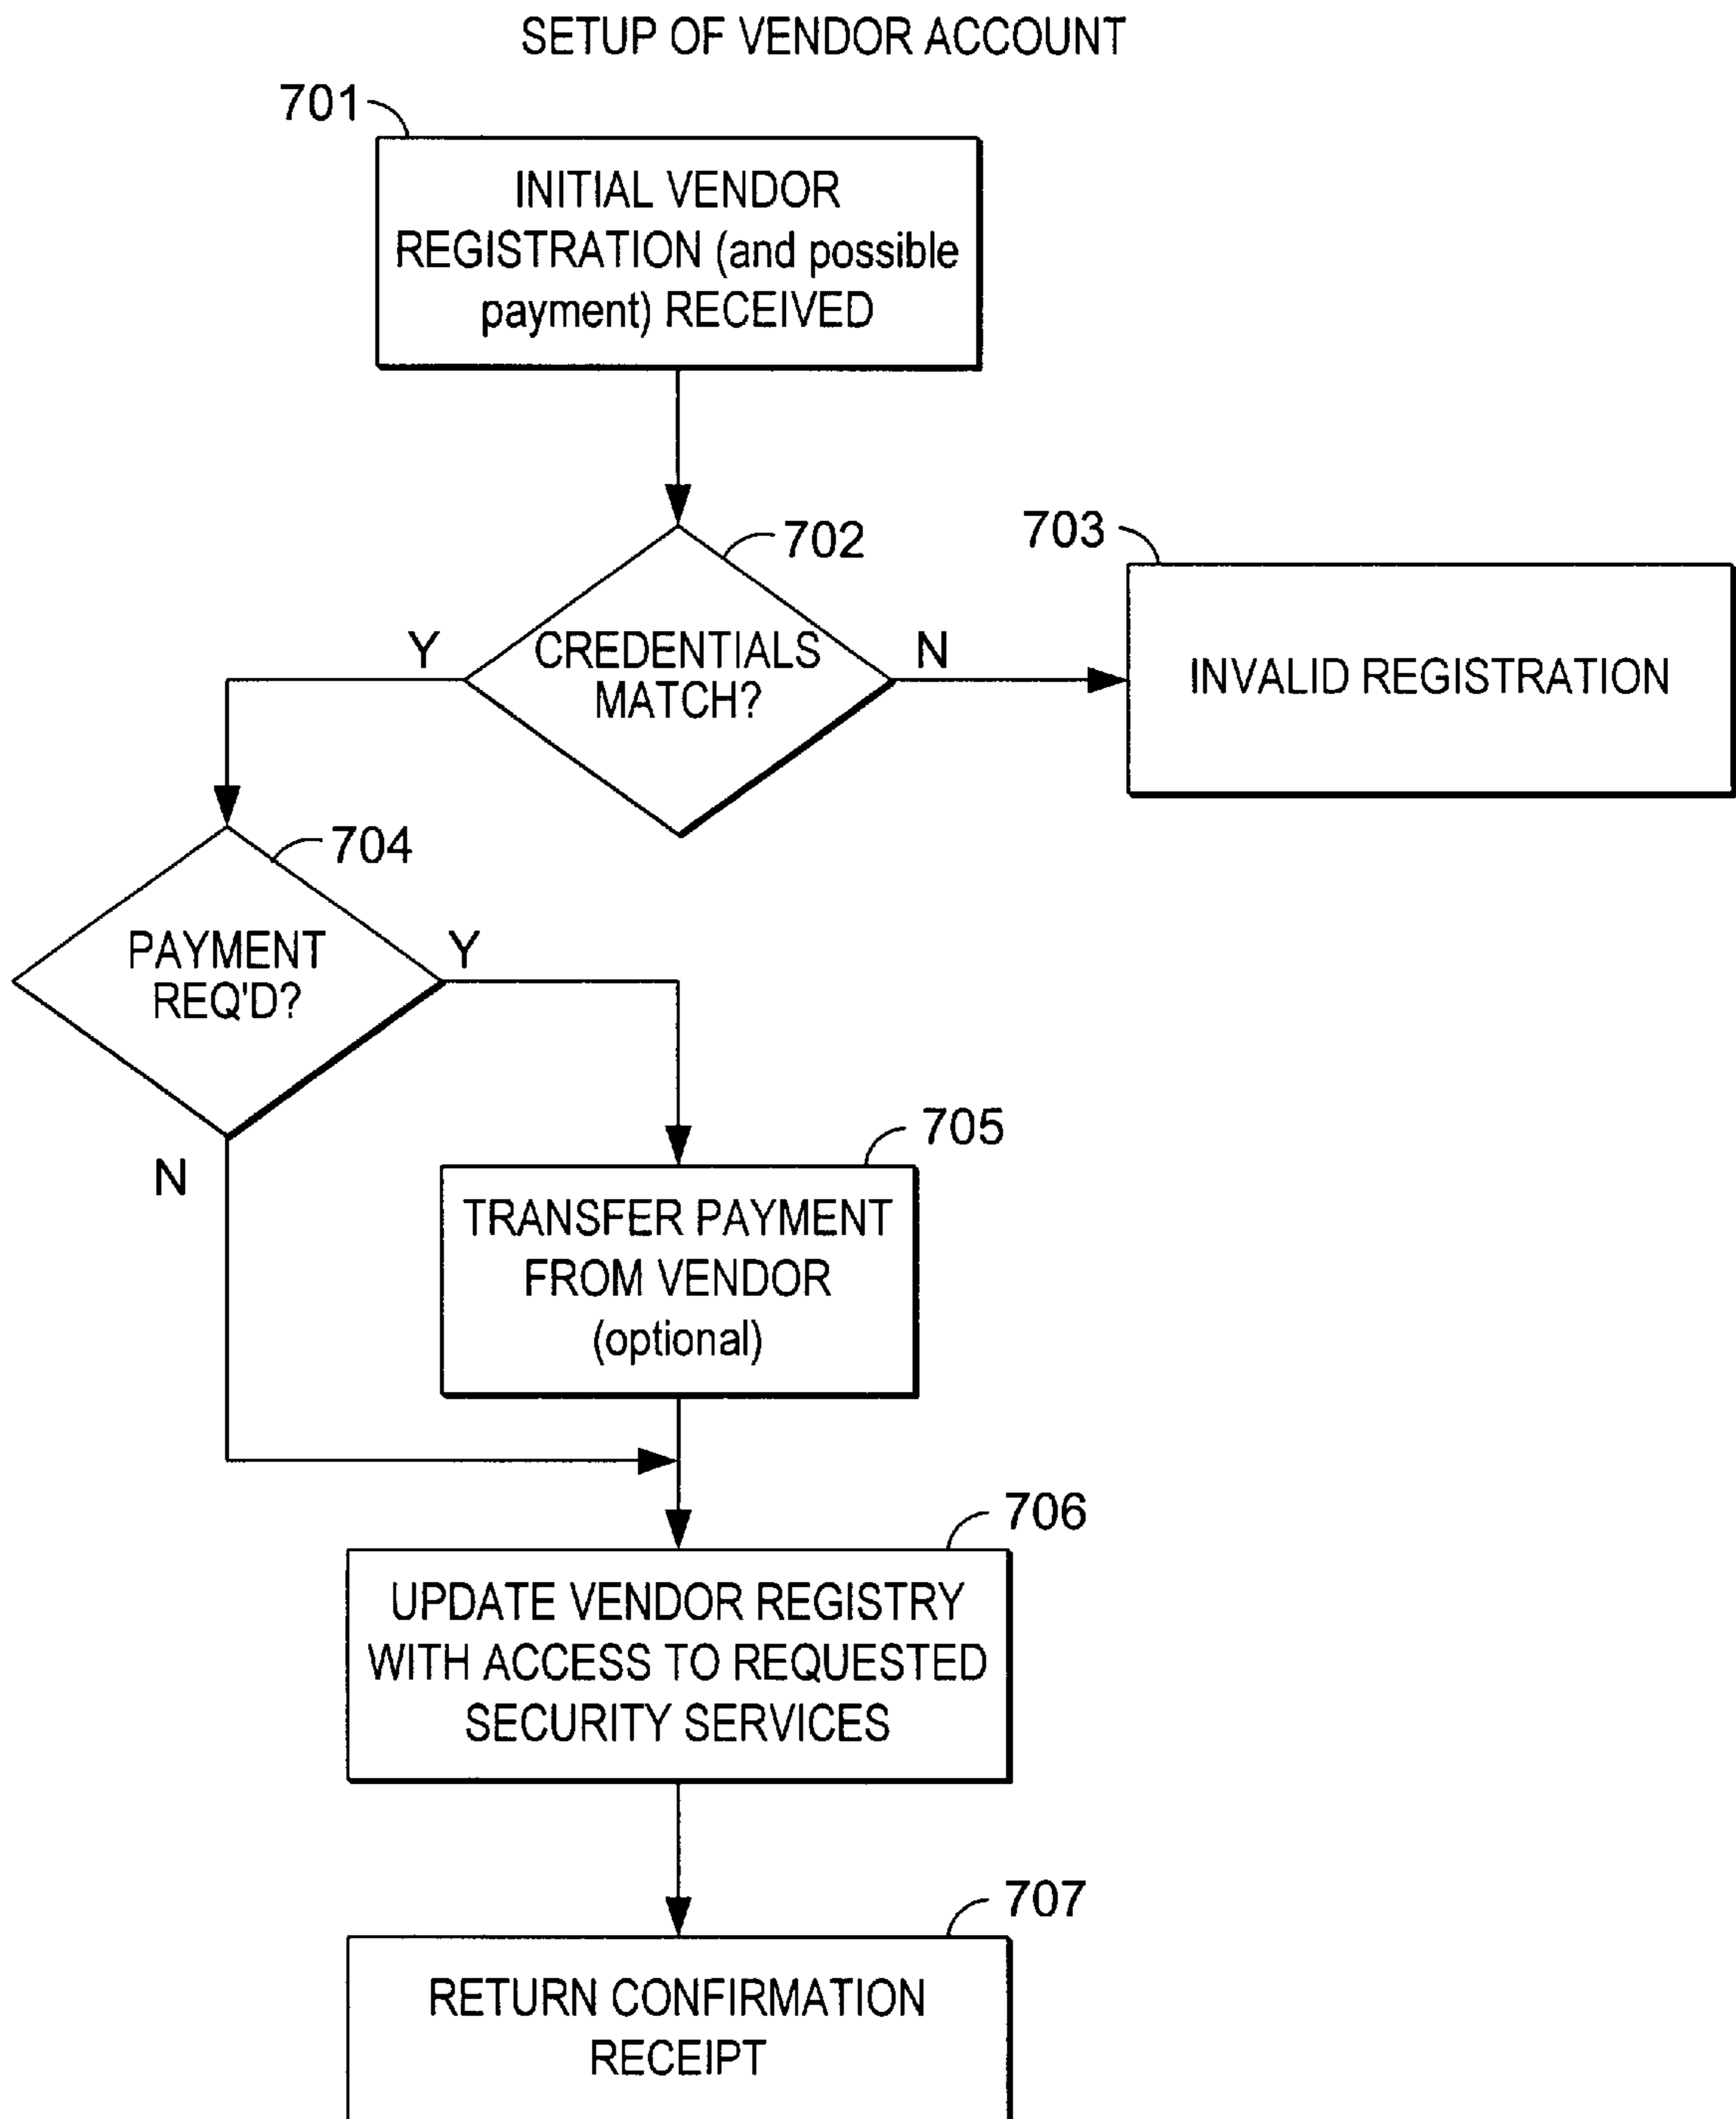 SETUP OF VENDOR ACCOUNT
701
INITIAL VENDOR
REGISTRATION (and possible
payment) RECEIVED
702
703
Y
CREDENTIALS
MATCH?
N
INVALID REGISTRATION
704
PAYMENT
REQ'D?
Y
N
705
TRANSFER PAYMENT
FROM VENDOR
(optional)
706
UPDATE VENDOR REGISTRY
WITH ACCESS TO REQUESTED
SECURITY SERVICES
707
RETURN CONFIRMATION
RECEIPT